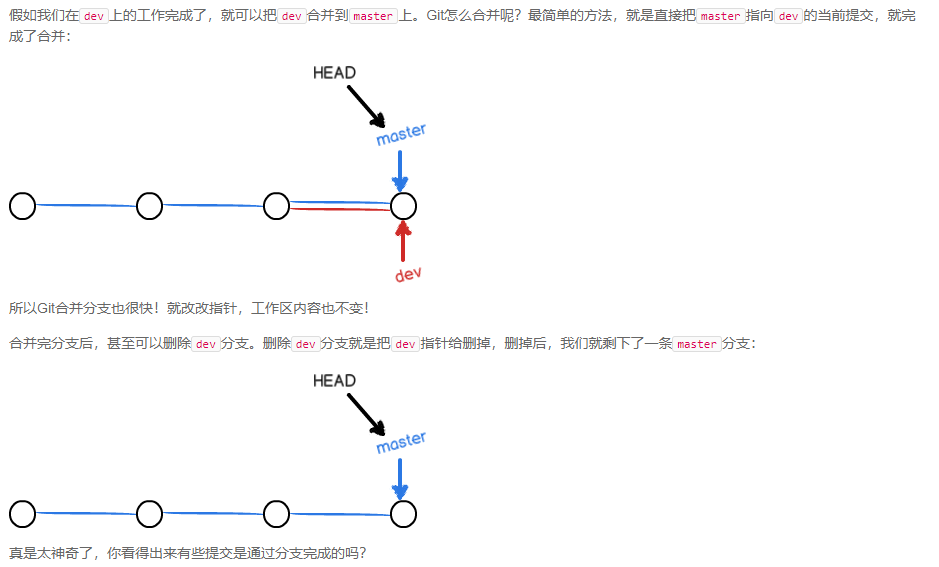 假如我们在dev上的工作完成了，就可以把dev合并到master上。Git怎么合并呢？最简单的方法，就是直接把master指向dev的当前提交，就完
成了合并：
HEAD
master
dev
所以Git合并分支也很快！就改改指针，工作区内容也不变！
合并完分支后，甚至可以删除dev分支。删除dev分支就是把dev指针给删掉，删掉后，我们就剩下了一条master分支：
HEAD
master
真是太神奇了，你看得出来有些提交是通过分支完成的吗？